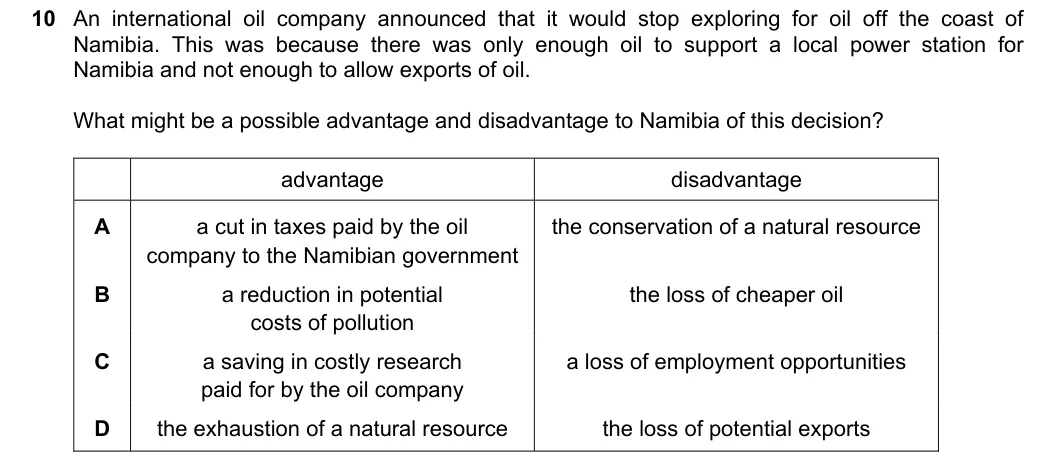 10 An international oil company announced that it would stop exploring for oil off the coast of
Namibia. This was because there was only enough oil to support a local power station for
Namibia and not enough to allow exports of oil.
What might be a possible advantage and disadvantage to Namibia of this decision?
advantage disadvantage
A a cut in taxes paid by the oil the conservation of a natural resource
company to the Namibian government
B a reduction in potential the loss of cheaper oil
costs of pollution
C a saving in costly research a loss of employment opportunities
paid for by the oil company
D the exhaustion of a natural resource the loss of potential exports